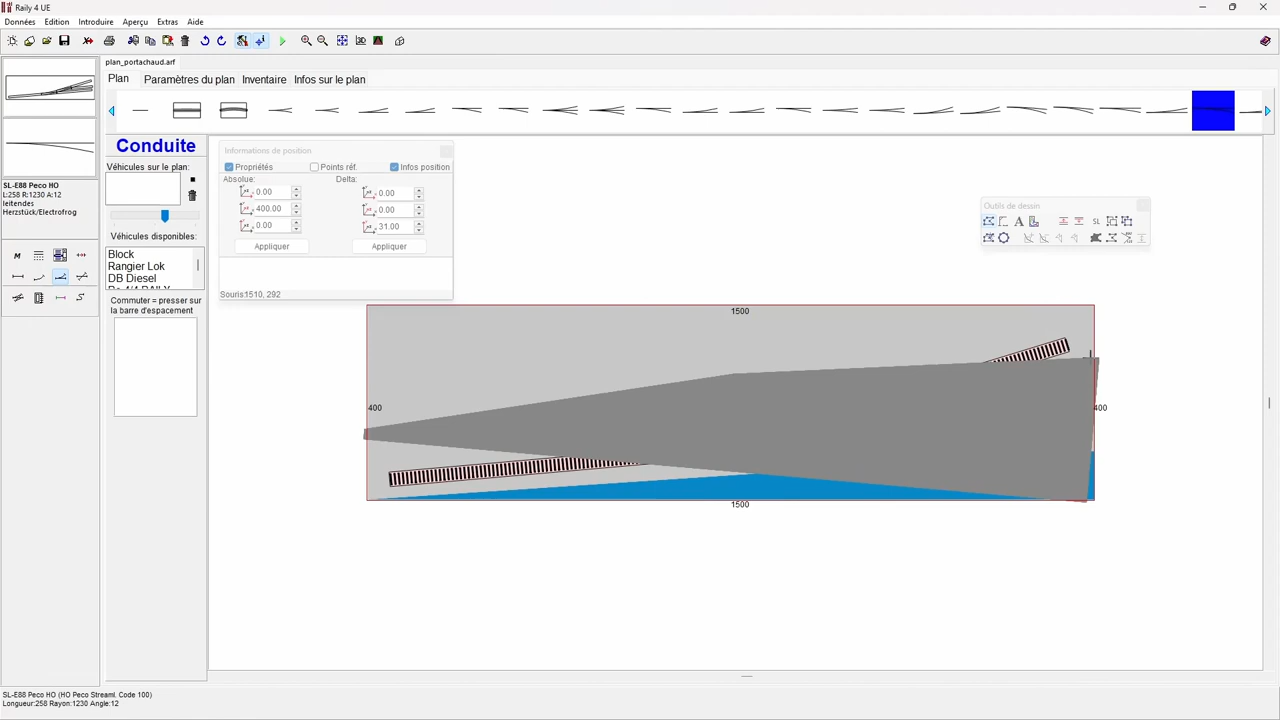 Raily 4 UE
Données Edition Introduire Aperçu Extras Aide
plan_portachaud.arf
Plan Paramètres du plan Inventaire Infos sur le plan
Conduite
Véhicules sur le plan:
SL-E88 Peco HO
L:258 R:1230 A:12
leitendes
Herzstück/Electrofrog
Véhicules disponibles:
Block
Rangier Lok
DB Diesel
Commuter = presser sur
la barre d'espacement
Informations de position
Propriétés Points réf. Infos position
Absolue: Delta:
0.00 0.00
400.00 0.00
0.00 31.00
Appliquer Appliquer
Souris:1510, 292
Outils de dessin
SL
1500
400 400
1500
SL-E88 Peco HO (HO Peco Streaml. Code 100)
Longueur:258 Rayon:1230 Angle:12